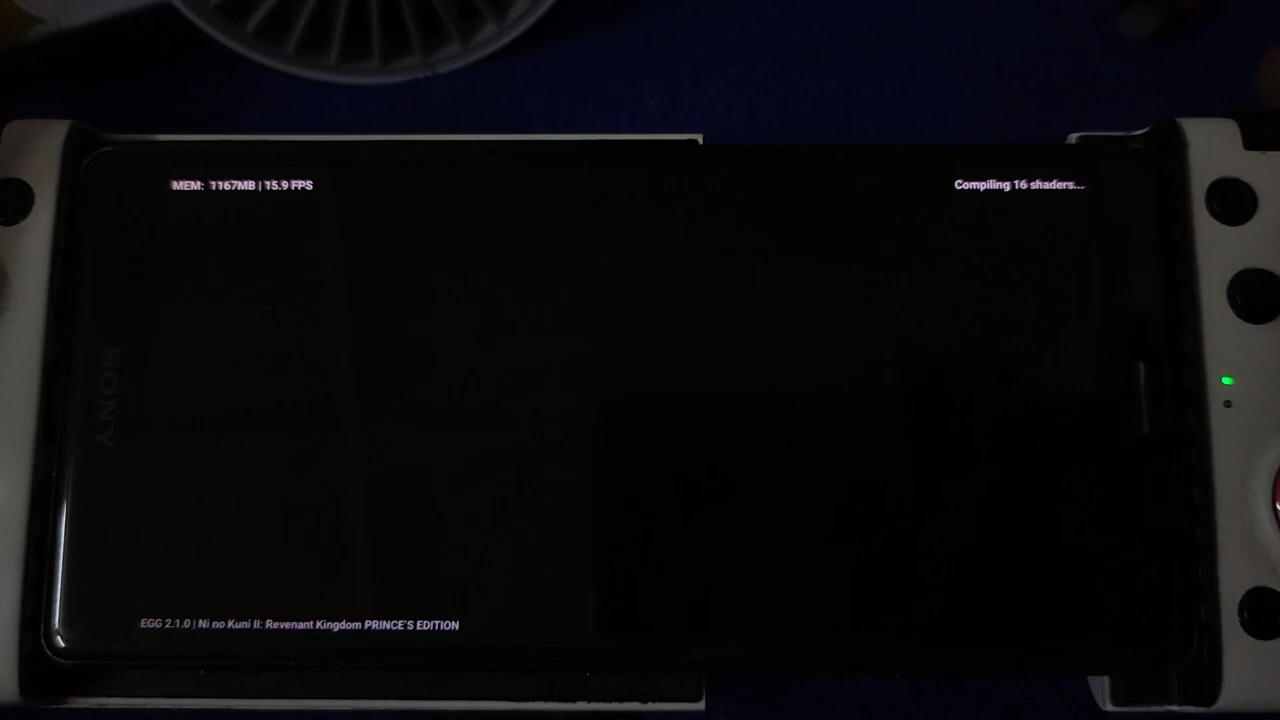 MEM: 1167MB | 15.9 FPS
Compiling 16 shaders...
SONY
EGG 2.1.0 | Ni no Kuni II: Revenant Kingdom PRINCE'S EDITION